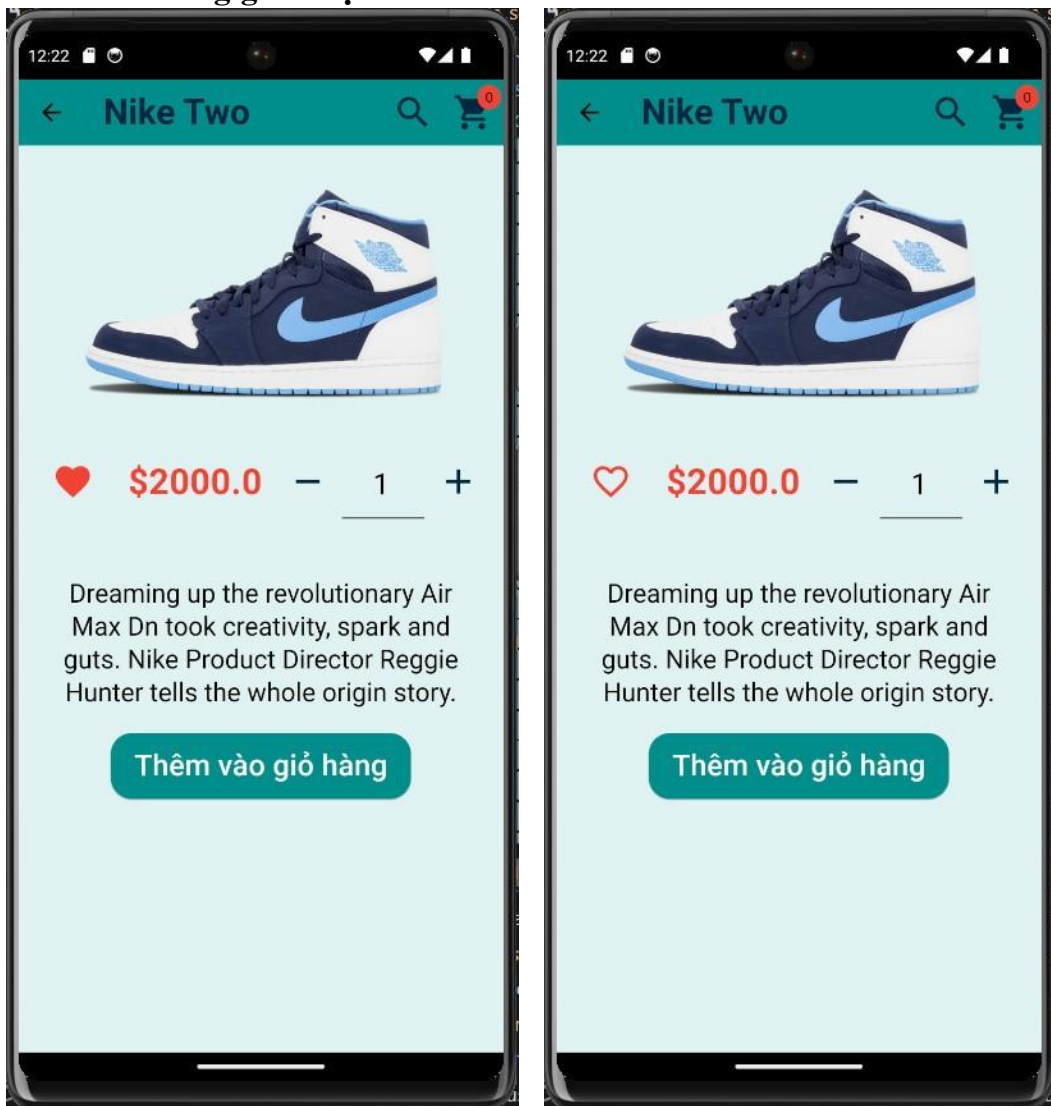 12:22
Nike Two
0
$2000.0
1
Dreaming up the revolutionary Air
Max Dn took creativity, spark and
guts. Nike Product Director Reggie
Hunter tells the whole origin story.
Thêm vào giỏ hàng
12:22
Nike Two
0
$2000.0
1
Dreaming up the revolutionary Air
Max Dn took creativity, spark and
guts. Nike Product Director Reggie
Hunter tells the whole origin story.
Thêm vào giỏ hàng